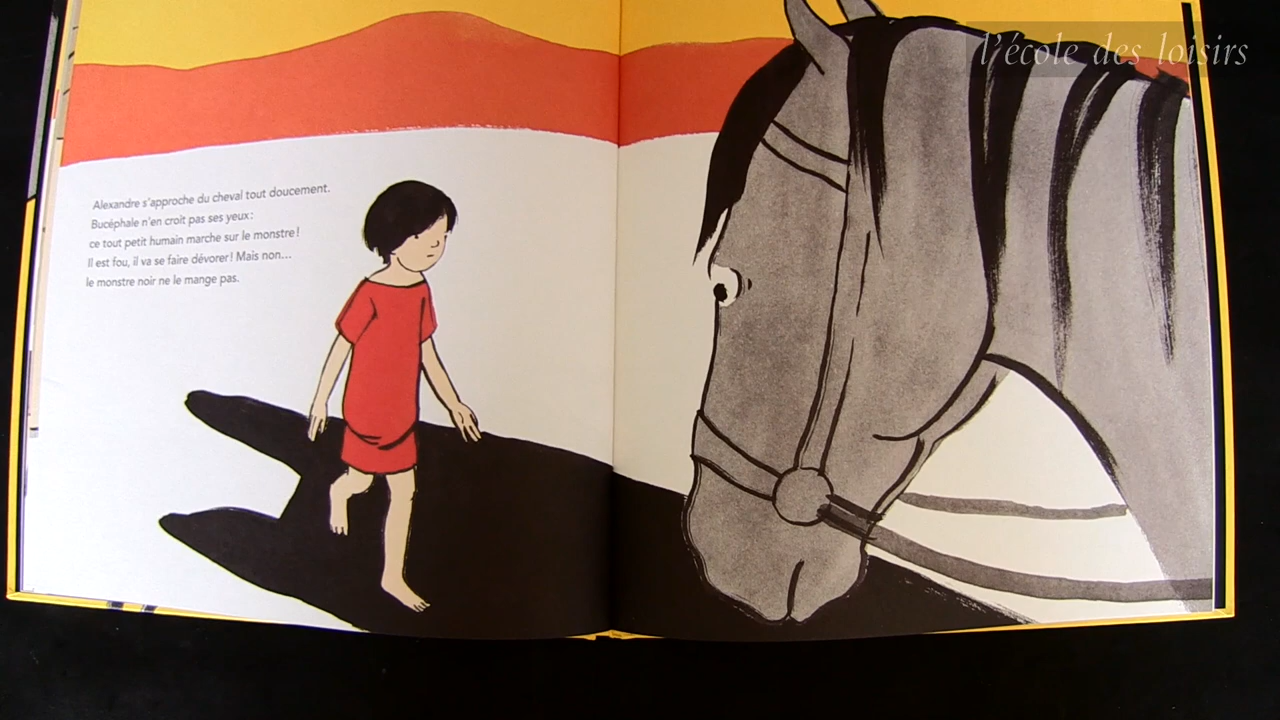 l'école des loisirs
Alexandre s'approche du cheval tout doucement.
Bucéphale n'en croit pas ses yeux :
ce tout petit humain marche sur le monstre !
Il est fou, il va se faire dévorer ! Mais non...
le monstre noir ne le mange pas.